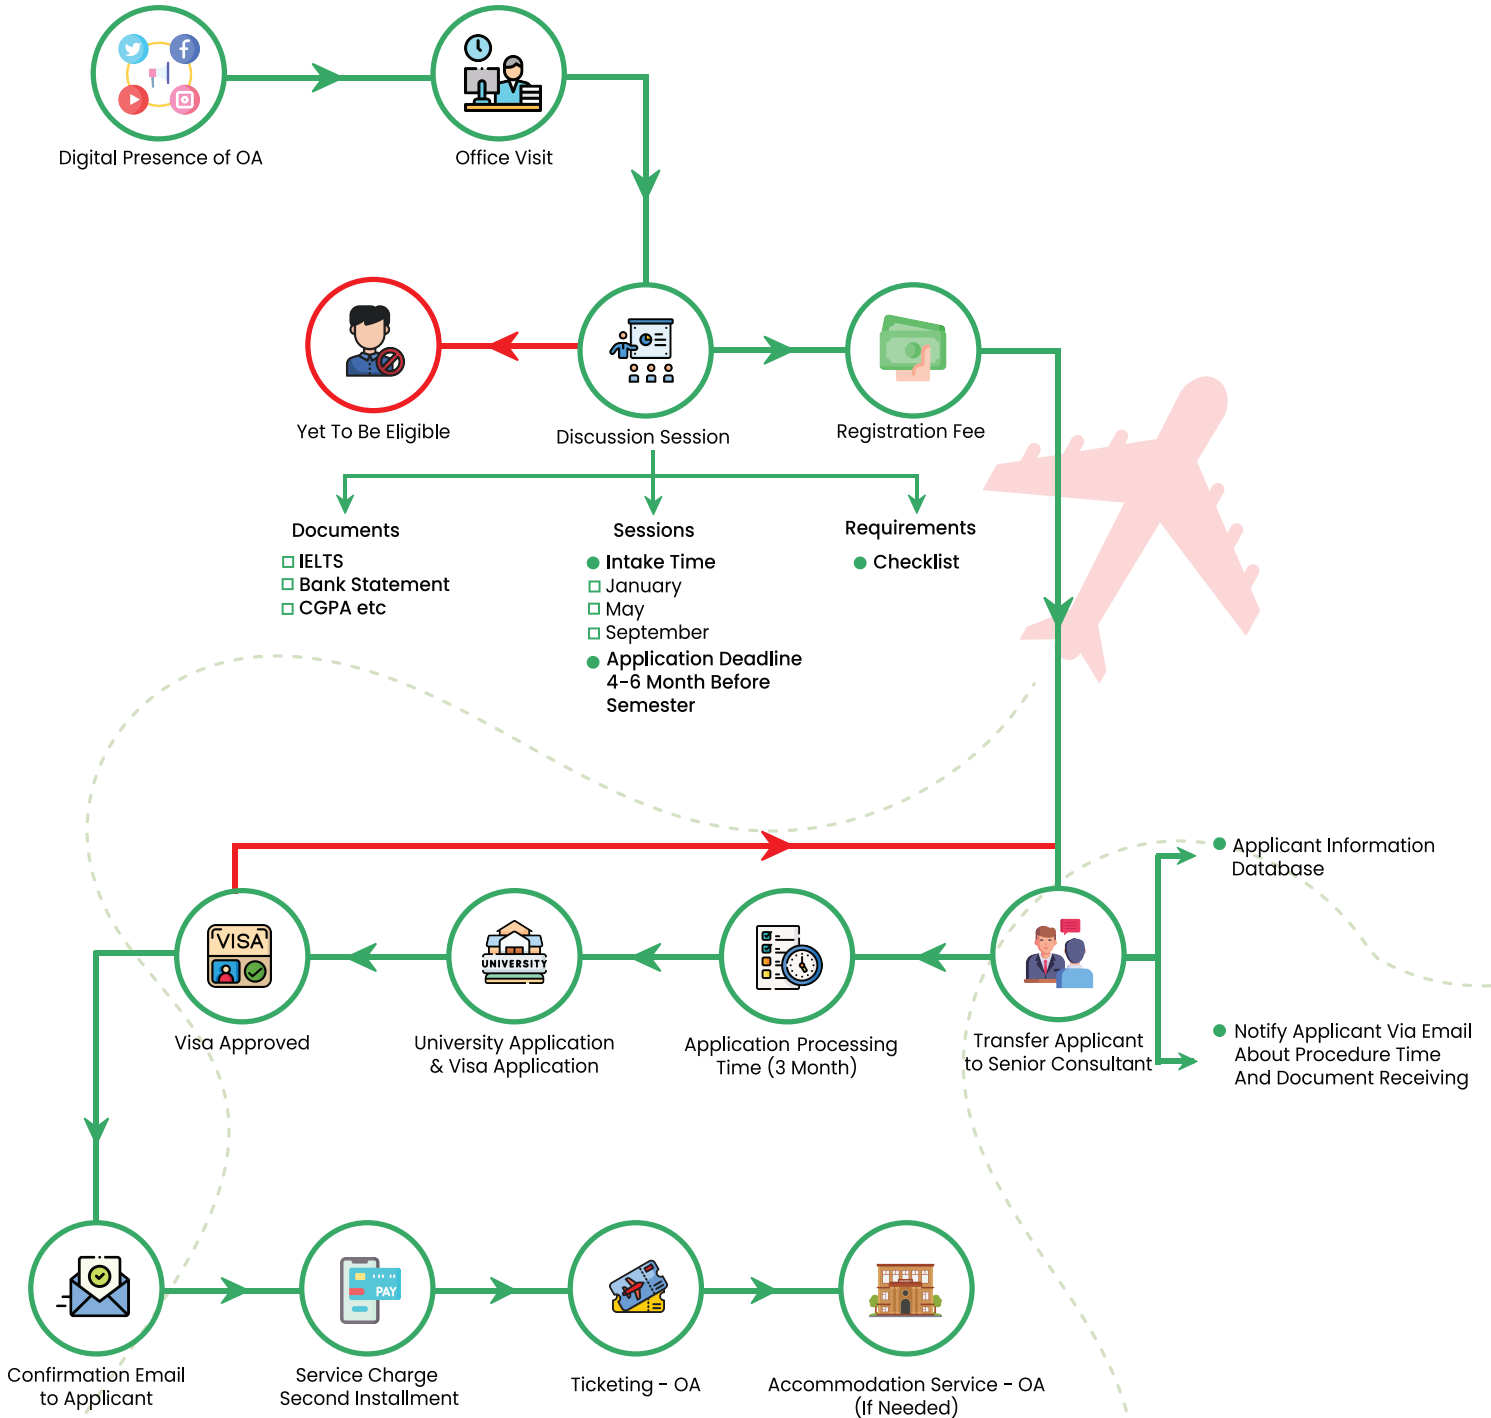 Digital Presence of OA
Office Visit
Yet To Be Eligible
Discussion Session
Registration Fee
Documents
IELTS
Bank Statement
CGPA etc
Sessions
Intake Time
January
May
September
Application Deadline
4-6 Month Before
Semester
Requirements
Checklist
Applicant Information
Database
VISA
Visa Approved
UNIVERSITY
University Application
& Visa Application
Application Processing
Time (3 Month)
Transfer Applicant
to Senior Consultant
Notify Applicant Via Email
About Procedure Time
And Document Receiving
Confirmation Email
to Applicant
PAY
Service Charge
Second Installment
Ticketing - OA
Accommodation Service - OA
(If Needed)